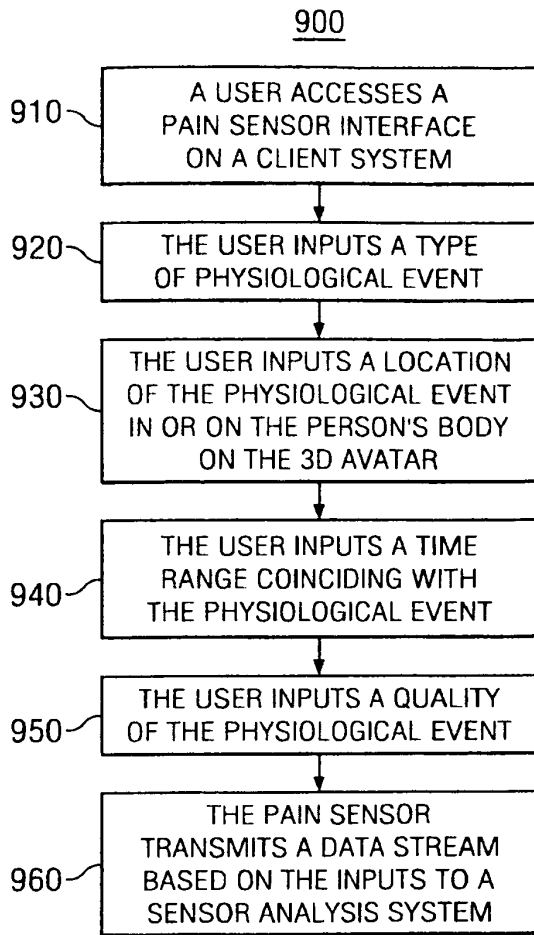 900
910
A USER ACCESSES A
PAIN SENSOR INTERFACE
ON A CLIENT SYSTEM
920
THE USER INPUTS A TYPE
OF PHYSIOLOGICAL EVENT
930
THE USER INPUTS A LOCATION
OF THE PHYSIOLOGICAL EVENT
IN OR ON THE PERSON'S BODY
ON THE 3D AVATAR
940
THE USER INPUTS A TIME
RANGE COINCIDING WITH
THE PHYSIOLOGICAL EVENT
950
THE USER INPUTS A QUALITY
OF THE PHYSIOLOGICAL EVENT
960
THE PAIN SENSOR
TRANSMITS A DATA STREAM
BASED ON THE INPUTS TO A
SENSOR ANALYSIS SYSTEM